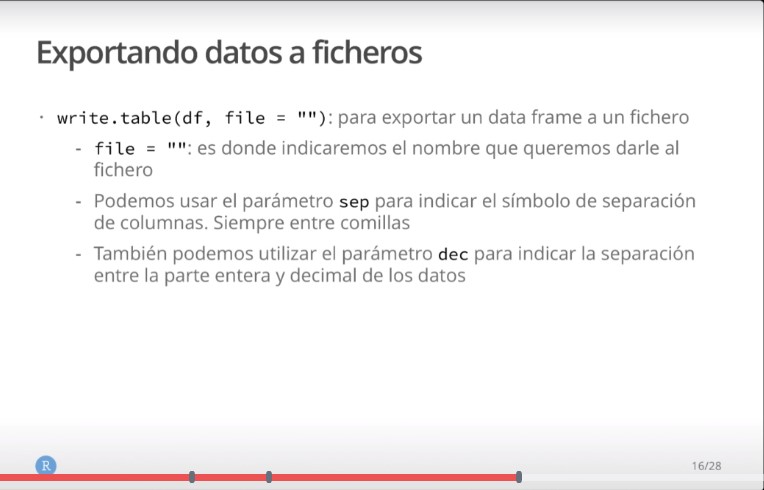 Exportando datos a ficheros
· write.table(df, file = ""): para exportar un data frame a un fichero
- file = "": es donde indicaremos el nombre que queremos darle al
fichero
- Podemos usar el parámetro sep para indicar el símbolo de separación
de columnas. Siempre entre comillas
- También podemos utilizar el parámetro dec para indicar la separación
entre la parte entera y decimal de los datos
R
16/28